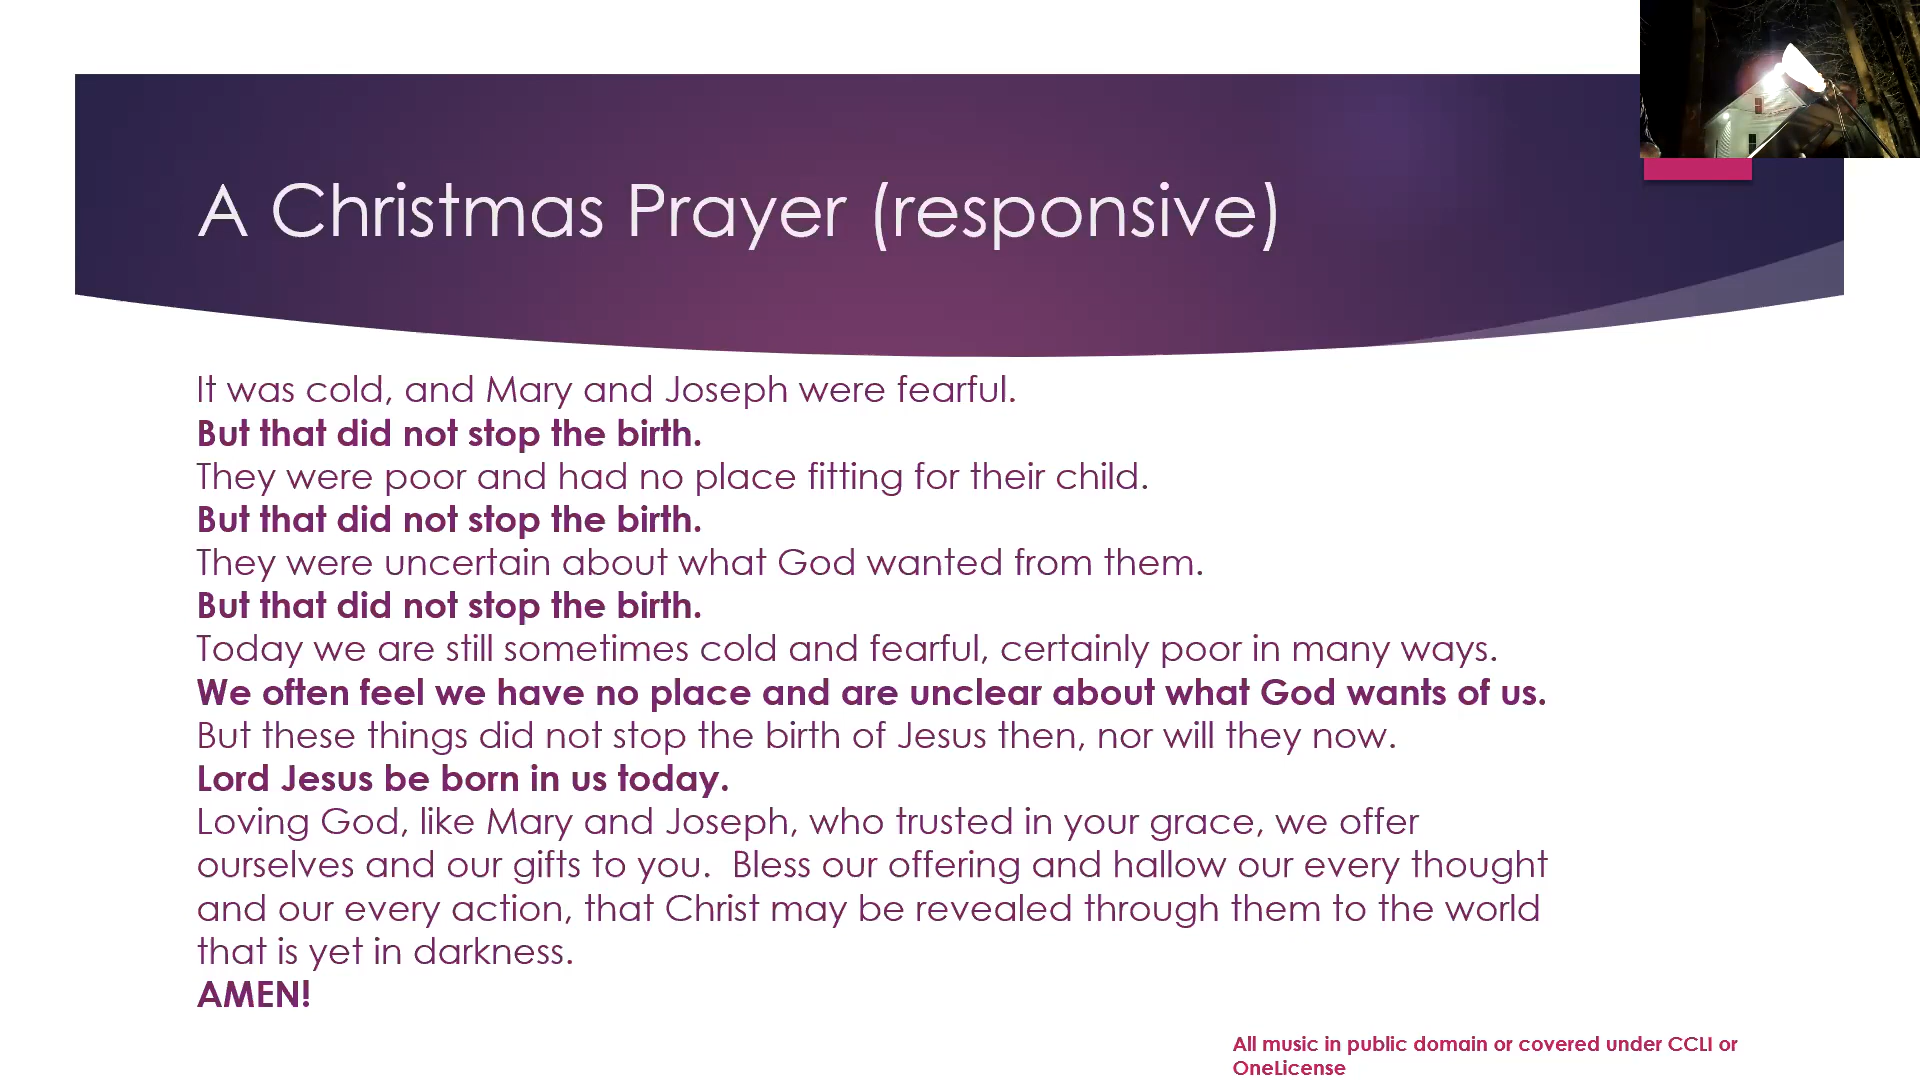 A Christmas Prayer (responsive)
It was cold, and Mary and Joseph were fearful.
But that did not stop the birth.
They were poor and had no place fitting for their child.
But that did not stop the birth.
They were uncertain about what God wanted from them.
But that did not stop the birth.
Today we are still sometimes cold and fearful, certainly poor in many ways.
We often feel we have no place and are unclear about what God wants of us.
But these things did not stop the birth of Jesus then, nor will they now.
Lord Jesus be born in us today.
Loving God, like Mary and Joseph, who trusted in your grace, we offer
ourselves and our gifts to you.  Bless our offering and hallow our every thought
and our every action, that Christ may be revealed through them to the world
that is yet in darkness.
AMEN!
All music in public domain or covered under CCLI or
OneLicense